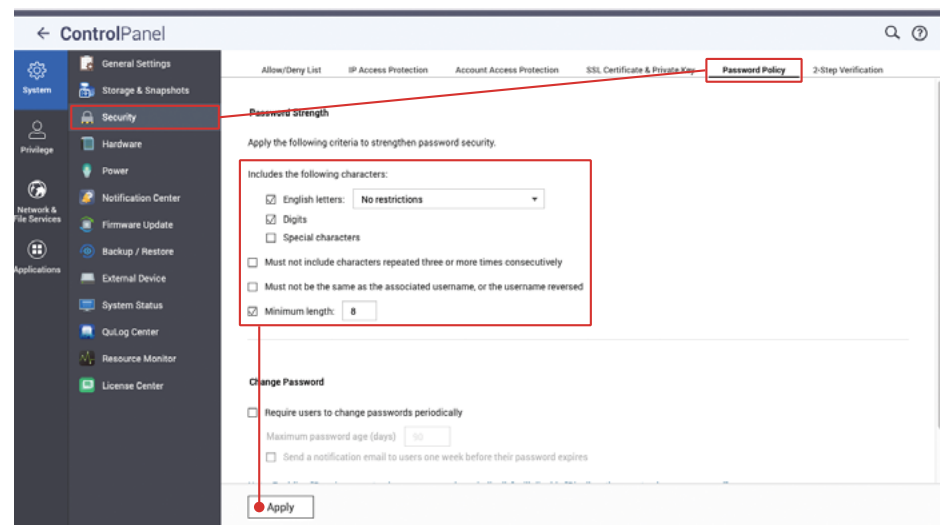 ControlPanel
System
Privilege
Network &
File Services
Applications
General Settings
Storage & Snapshots
Security
Hardware
Power
Notification Center
Firmware Update
Backup / Restore
External Device
System Status
QuLog Center
Resource Monitor
License Center
Allow/Deny List IP Access Protection Account Access Protection SSL Certificate & Private Key Password Policy 2-Step Verification
Password Strength
Apply the following criteria to strengthen password security.
Includes the following characters:
English letters: No restrictions
Digits
Special characters
Must not include characters repeated three or more times consecutively
Must not be the same as the associated username, or the username reversed
Minimum length: 8
Change Password
Require users to change passwords periodically
Maximum password age (days) 90
Send a notification email to users one week before their password expires
Apply